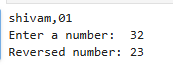 shivam,01
Enter a number:  32
Reversed number: 23